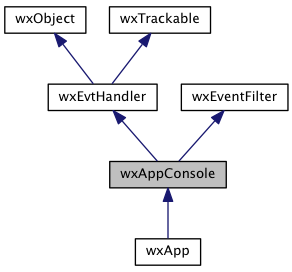 wxObject
wxTrackable
wxEvtHandler
wxEventFilter
wxAppConsole
wxApp